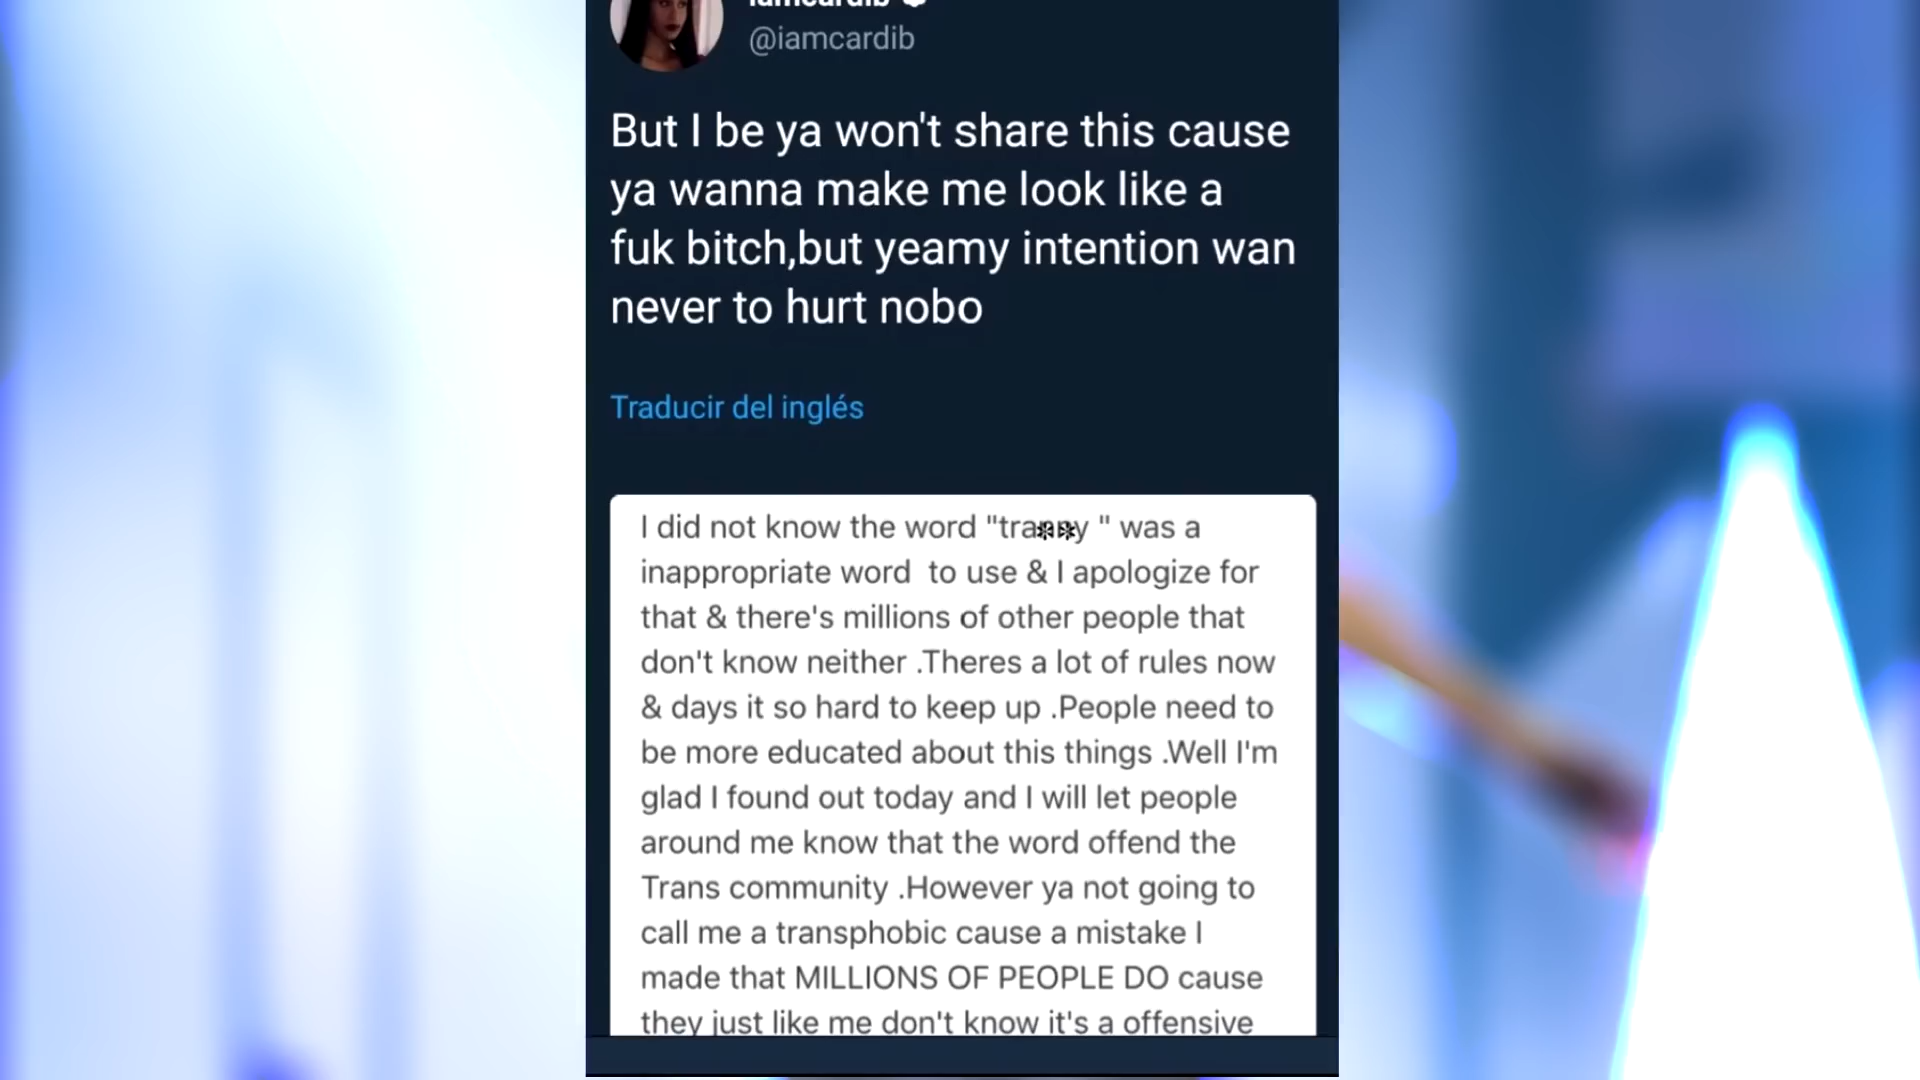 iamcardib
@iamcardib
But I be ya won't share this cause
ya wanna make me look like a
fuk bitch,but yeamy intention wan
never to hurt nobo
Traducir del inglés
I did not know the word "tra**y " was a
inappropriate word  to use & I apologize for
that & there's millions of other people that
don't know neither .Theres a lot of rules now
& days it so hard to keep up .People need to
be more educated about this things .Well I'm
glad I found out today and I will let people
around me know that the word offend the
Trans community .However ya not going to
call me a transphobic cause a mistake I
made that MILLIONS OF PEOPLE DO cause
they just like me don't know it's a offensive